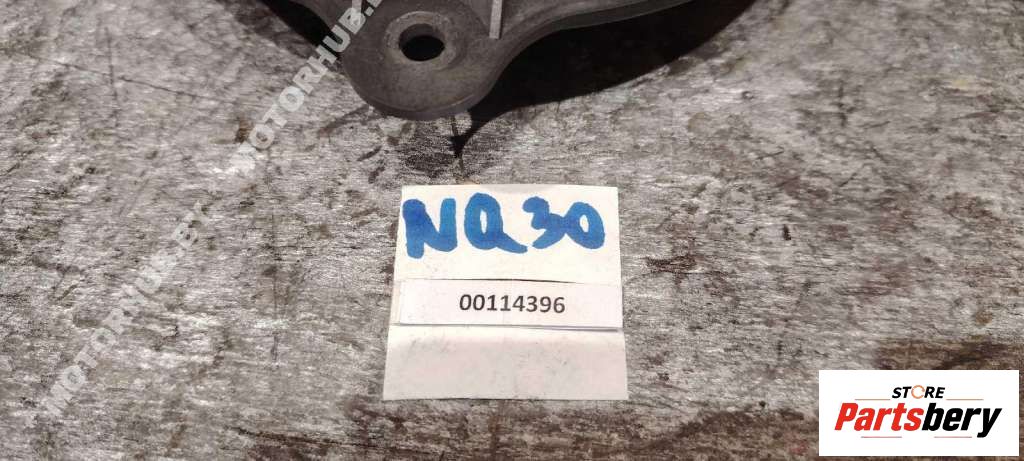 MOTORHUB.BY
MOTORHUB.BY
NQ30
00114396
STORE
Partsbery